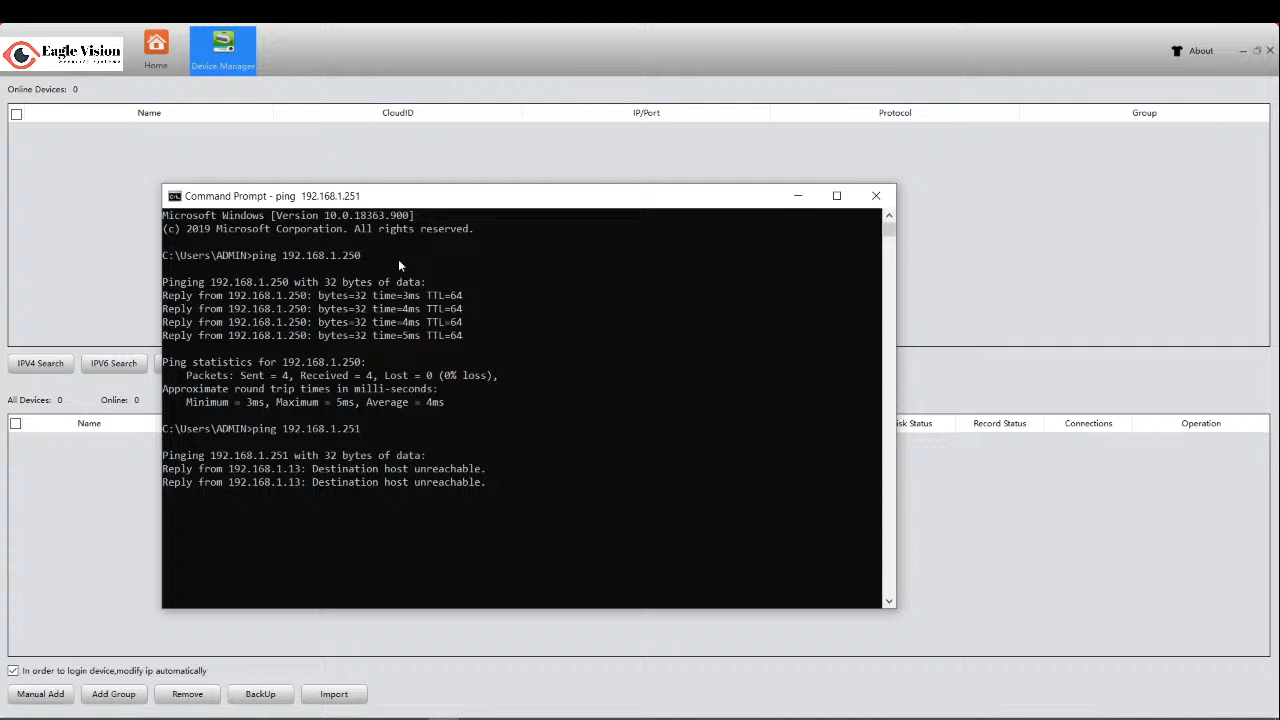 Eagle Vision
Home
Device Manager
About
Online Devices: 0
Name
CloudID
IP/Port
Protocol
Group
Command Prompt - ping  192.168.1.251
Microsoft Windows [Version 10.0.18363.900]
(c) 2019 Microsoft Corporation. All rights reserved.
C:\Users\ADMIN>ping 192.168.1.250
Pinging 192.168.1.250 with 32 bytes of data:
Reply from 192.168.1.250: bytes=32 time=3ms TTL=64
Reply from 192.168.1.250: bytes=32 time=4ms TTL=64
Reply from 192.168.1.250: bytes=32 time=4ms TTL=64
Reply from 192.168.1.250: bytes=32 time=5ms TTL=64
Ping statistics for 192.168.1.250:
Packets: Sent = 4, Received = 4, Lost = 0 (0% loss),
Approximate round trip times in milli-seconds:
Minimum = 3ms, Maximum = 5ms, Average = 4ms
C:\Users\ADMIN>ping 192.168.1.251
Pinging 192.168.1.251 with 32 bytes of data:
Reply from 192.168.1.13: Destination host unreachable.
Reply from 192.168.1.13: Destination host unreachable.
IPV4 Search
IPV6 Search
All Devices: 0
Online: 0
Name
Status
Record Status
Connections
Operation
In order to login device,modify ip automatically
Manual Add
Add Group
Remove
BackUp
Import